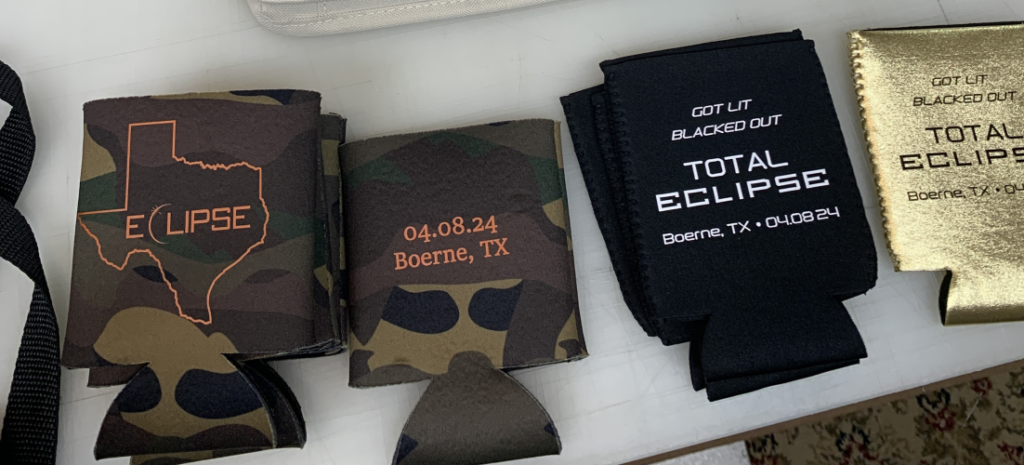 ECLIPSE
04.08.24
Boerne, TX
GOT LIT
BLACKED OUT
TOTAL
ECLIPSE
Boerne, TX • 04.08.24
GOT LIT
BLACKED OUT
TOTAL
Boerne, TX •